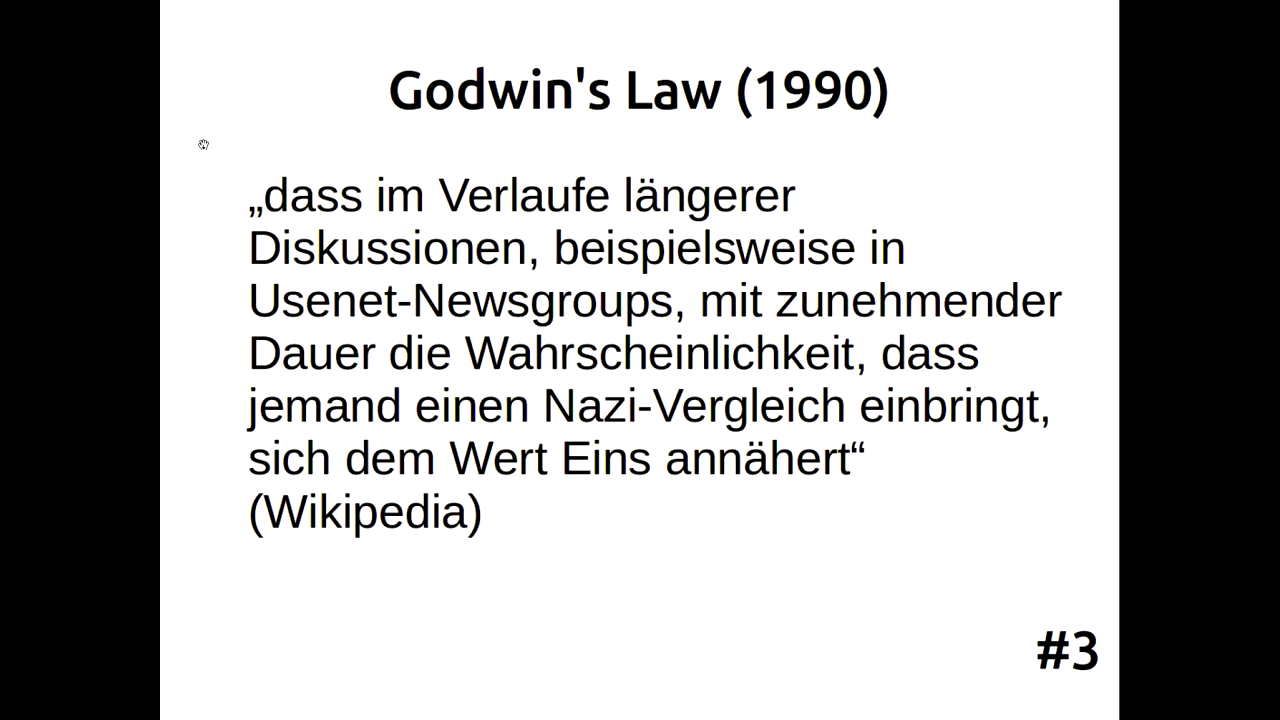 Godwin's Law (1990)
„dass im Verlaufe längerer
Diskussionen, beispielsweise in
Usenet-Newsgroups, mit zunehmender
Dauer die Wahrscheinlichkeit, dass
jemand einen Nazi-Vergleich einbringt,
sich dem Wert Eins annähert“
(Wikipedia)
#3